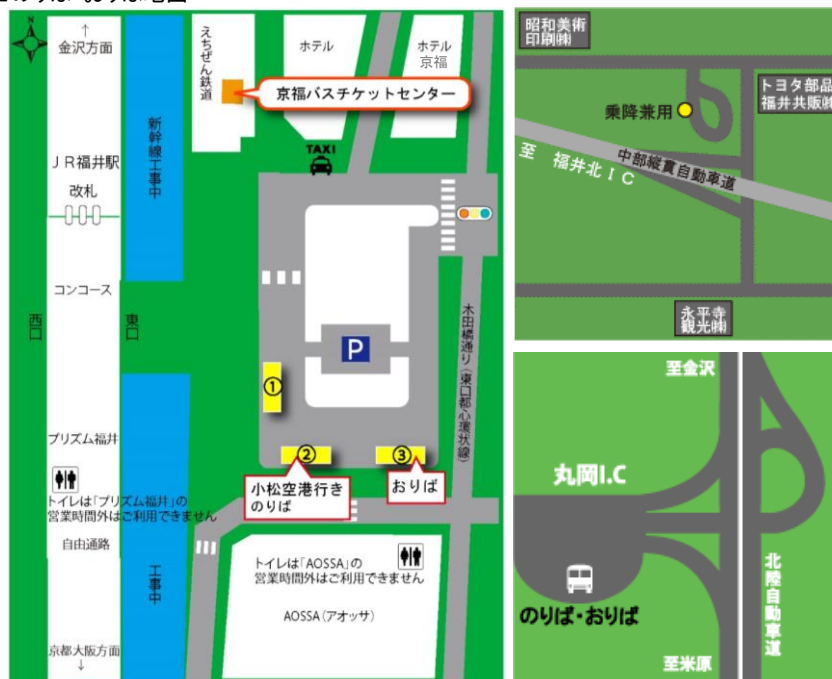 N
↑
金沢方面
えちぜん鉄道
ホテル
ホテル
京福
京福バスチケットセンター
新幹線工事中
TAXI
JR福井駅
改札
コンコース
西口
東口
P
木田橋通り(東口都心環状線)
①
②
③
小松空港行き
のりば
おりば
プリズム福井
トイレは「プリズム福井」の
営業時間外はご利用できません
自由通路
工事中
トイレは「AOSSA」の
営業時間外はご利用できません
AOSSA(アオッサ)
京都大阪方面
↓
昭和美術
印刷㈱
トヨタ部品
福井共販㈱
乗降兼用
至 福井北IC
中部縦貫自動車道
永平寺
観光㈱
至金沢
丸岡I.C
のりば・おりば
北陸自動車道
至米原